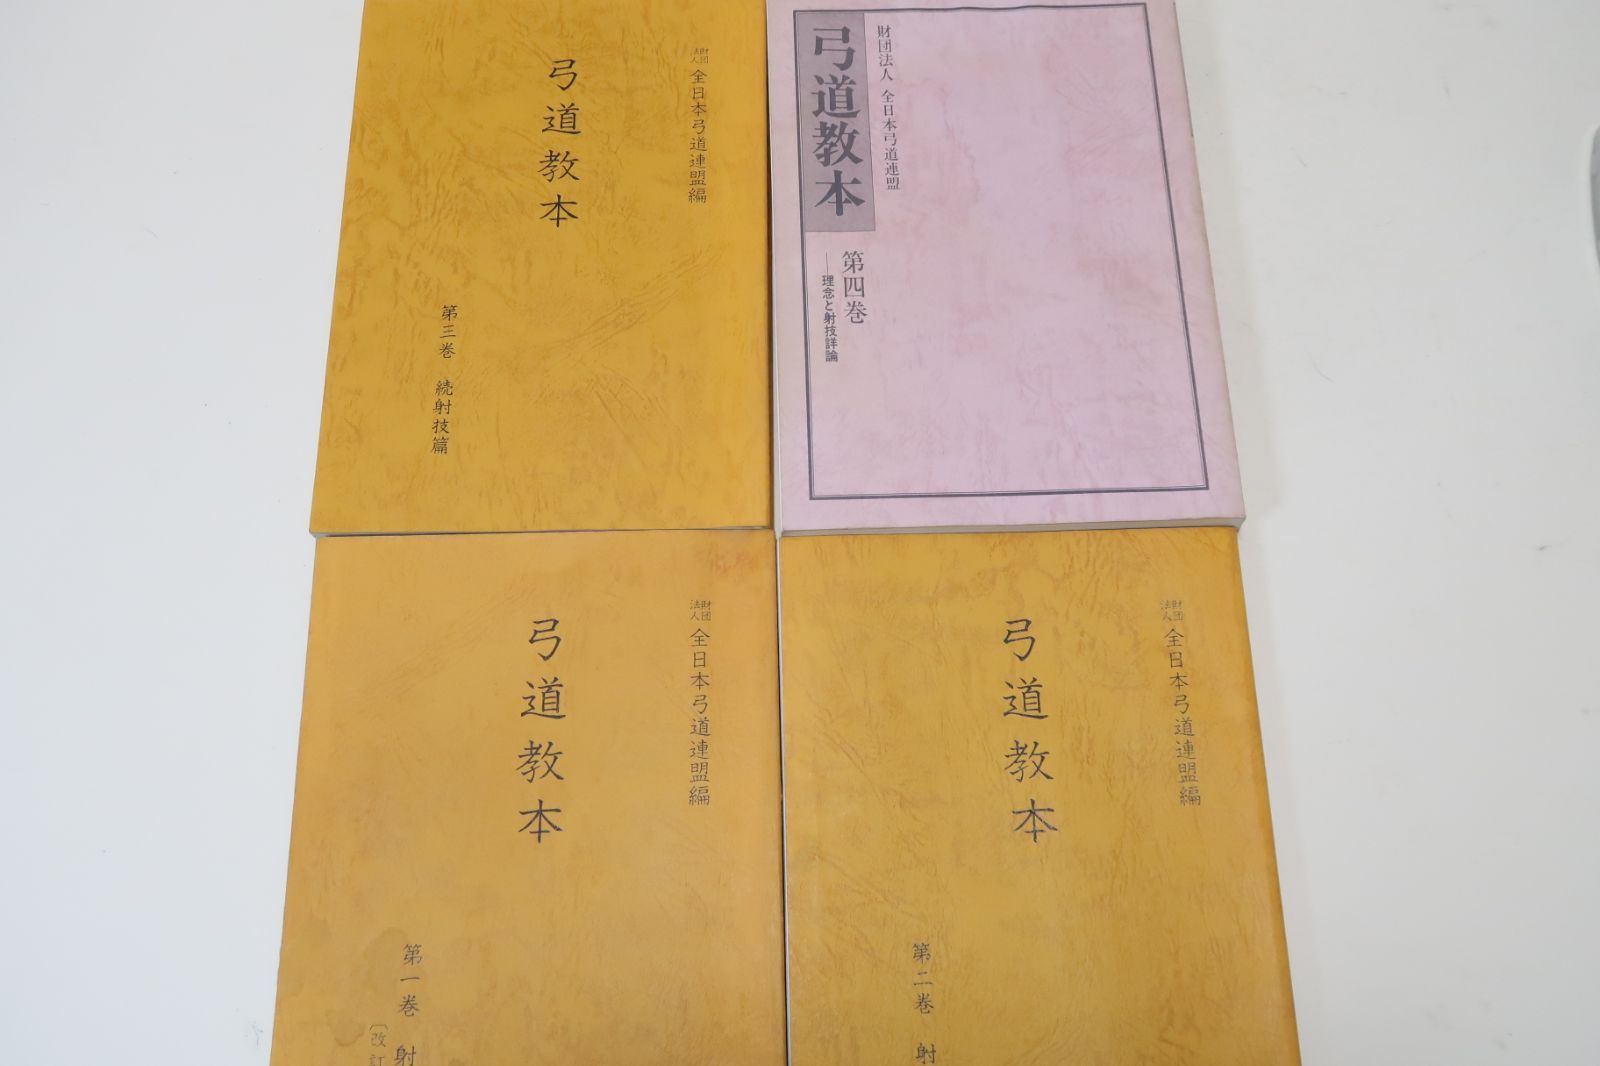 財団法人 全日本弓道連盟編
弓道教本
第三巻 続射技篇
財団法人 全日本弓道連盟
弓道教本
第四巻
―理念と射技詳論
財団法人 全日本弓道連盟編
弓道教本
第一巻 射
〔改訂
財団法人 全日本弓道連盟編
弓道教本
第二巻 射